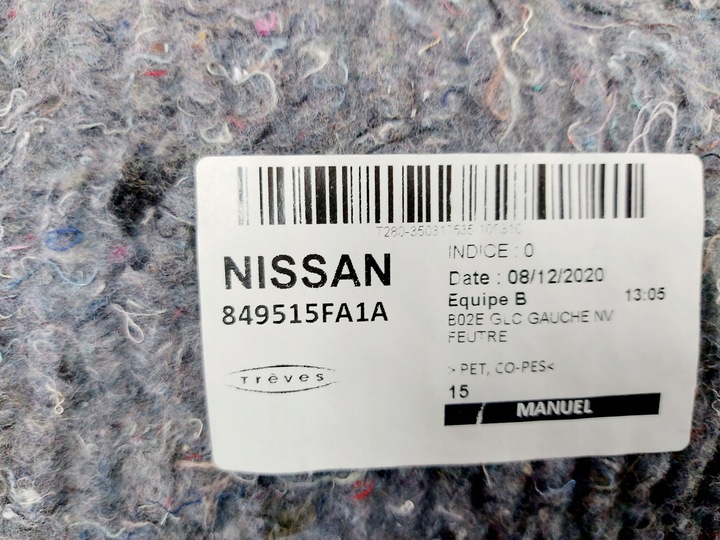 NISSAN
849515FA1A
Trèves
INDICE : 0
Date : 08/12/2020
Equipe B 13:05
B02E GLC GAUCHE NV
FEUTRE
> PET, CO-PES<
15
MANUEL